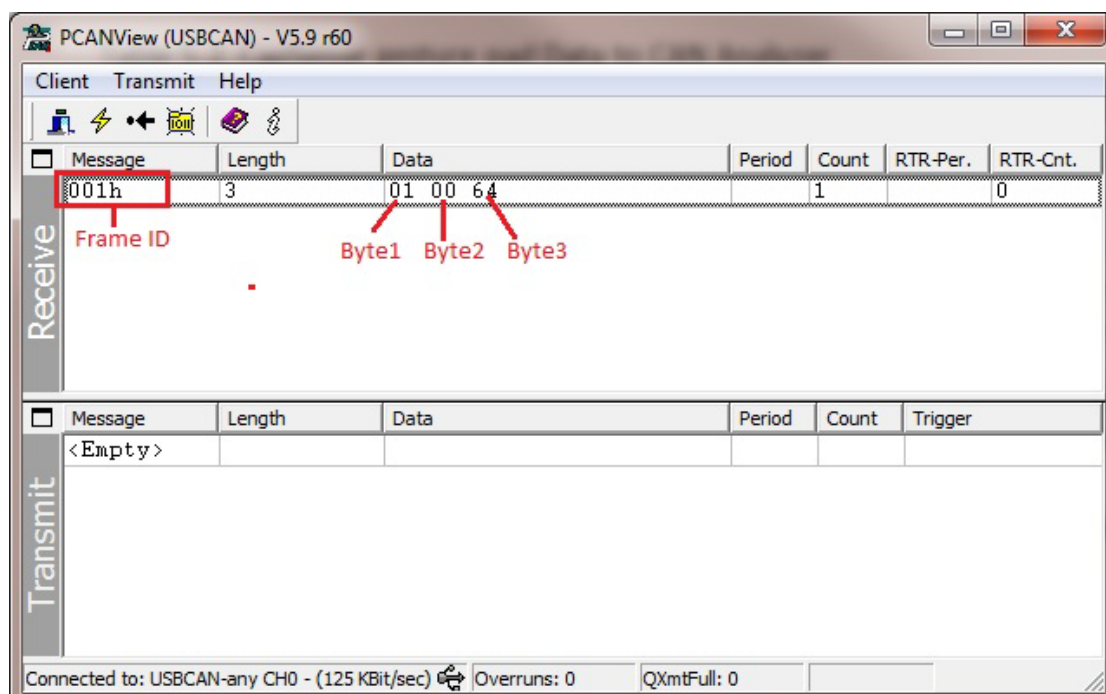 PCANView (USBCAN) - V5.9 r60
Client Transmit Help
Message Length Data Period Count RTR-Per. RTR-Cnt.
001h 3 01 00 64 1 0
Frame ID
Byte1 Byte2 Byte3
Receive
Message Length Data Period Count Trigger
<Empty>
Transmit
Connected to: USBCAN-any CH0 - (125 KBit/sec) Overruns: 0 QXmtFull: 0